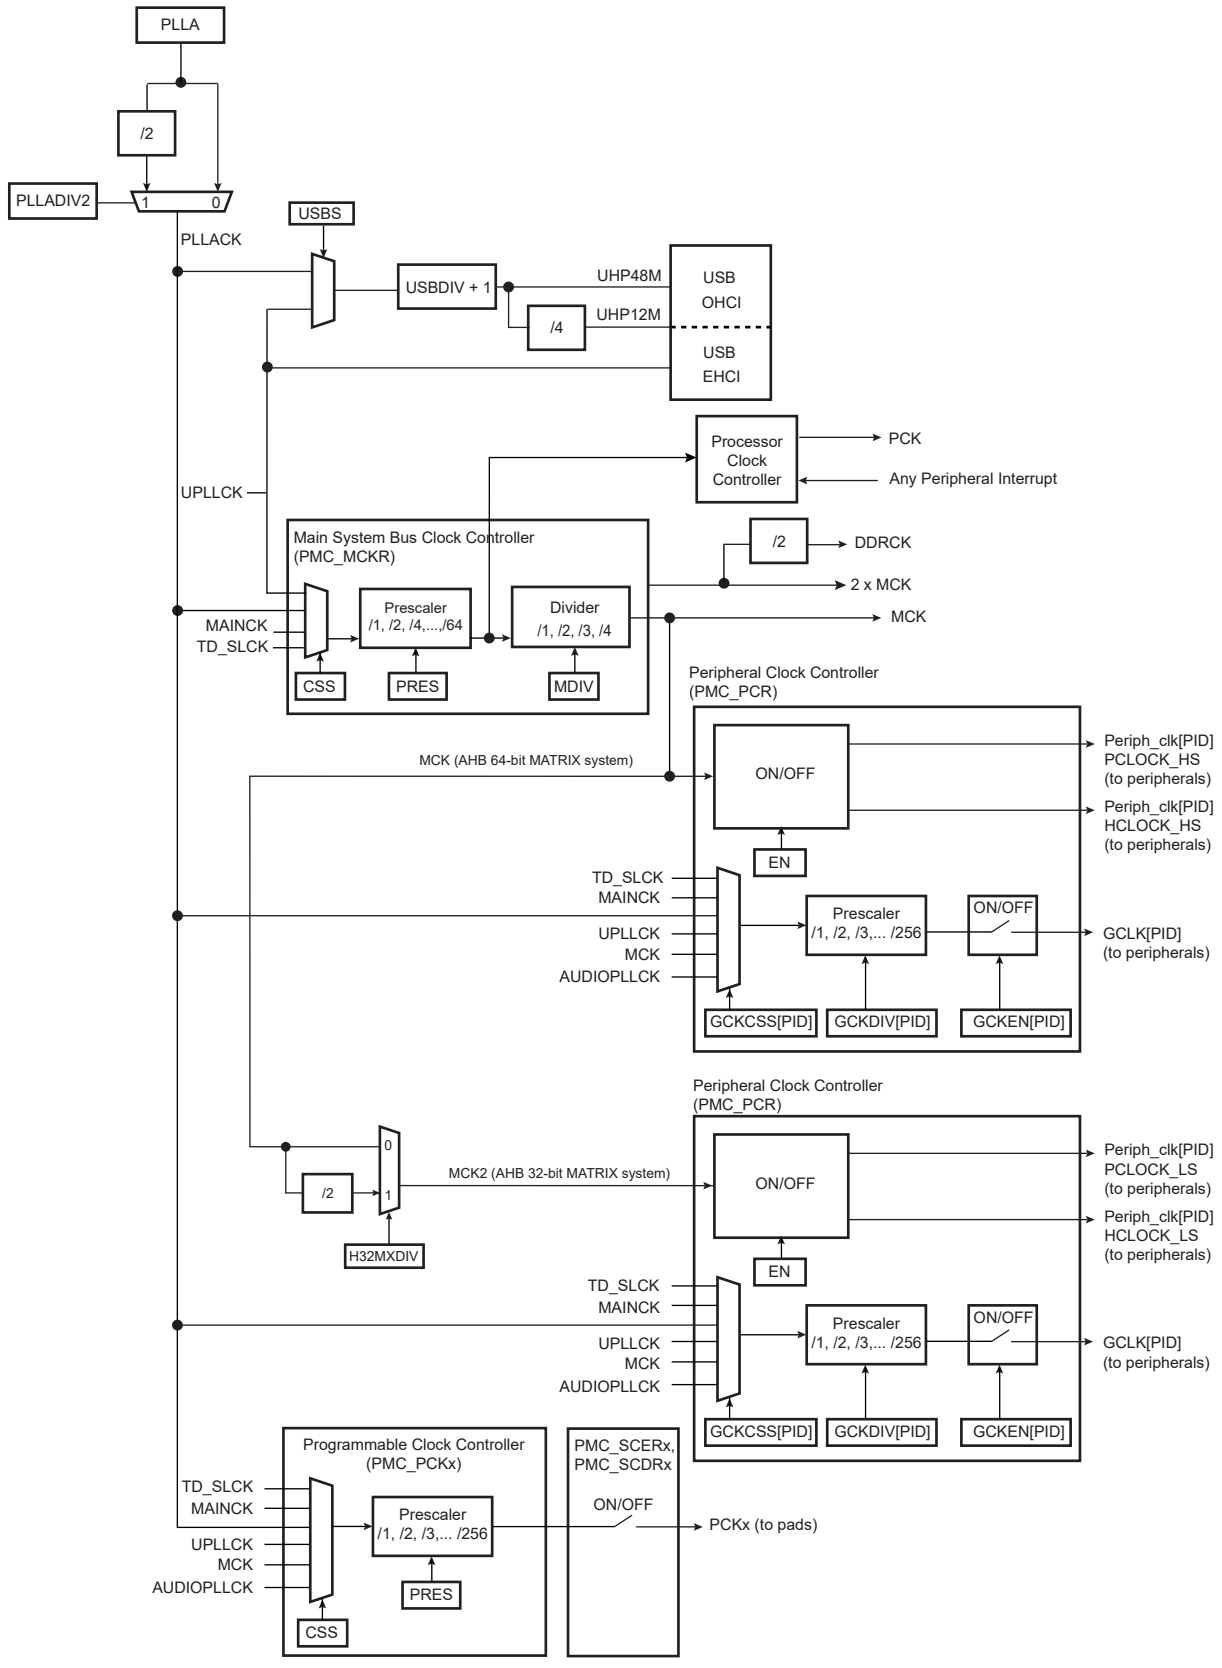 PLLA
/2
PLLADIV2
1
0
PLLACK
USBS
USBDIV + 1
UHP48M
UHP12M
/4
USB
OHCI
USB
EHCI
Processor
Clock
Controller
PCK
Any Peripheral Interrupt
UPLLCK
Main System Bus Clock Controller
(PMC_MCKR)
/2
DDRCK
2 x MCK
MCK
MAINCK
TD_SLCK
Prescaler
/1, /2, /4,...,/64
Divider
/1, /2, /3, /4
CSS
PRES
MDIV
Peripheral Clock Controller
(PMC_PCR)
MCK (AHB 64-bit MATRIX system)
ON/OFF
EN
Periph_clk[PID]
PCLOCK_HS
(to peripherals)
Periph_clk[PID]
HCLOCK_HS
(to peripherals)
TD_SLCK
MAINCK
UPLLCK
MCK
AUDIOPLLCK
Prescaler
/1, /2, /3,... /256
ON/OFF
GCLK[PID]
(to peripherals)
GCKCSS[PID]
GCKDIV[PID]
GCKEN[PID]
Peripheral Clock Controller
(PMC_PCR)
0
/2
1
H32MXDIV
MCK2 (AHB 32-bit MATRIX system)
ON/OFF
EN
Periph_clk[PID]
PCLOCK_LS
(to peripherals)
Periph_clk[PID]
HCLOCK_LS
(to peripherals)
TD_SLCK
MAINCK
UPLLCK
MCK
AUDIOPLLCK
Prescaler
/1, /2, /3,... /256
ON/OFF
GCLK[PID]
(to peripherals)
GCKCSS[PID]
GCKDIV[PID]
GCKEN[PID]
Programmable Clock Controller
(PMC_PCKx)
TD_SLCK
MAINCK
UPLLCK
MCK
AUDIOPLLCK
Prescaler
/1, /2, /3,... /256
PRES
CSS
PMC_SCERx,
PMC_SCDRx
ON/OFF
PCKx (to pads)